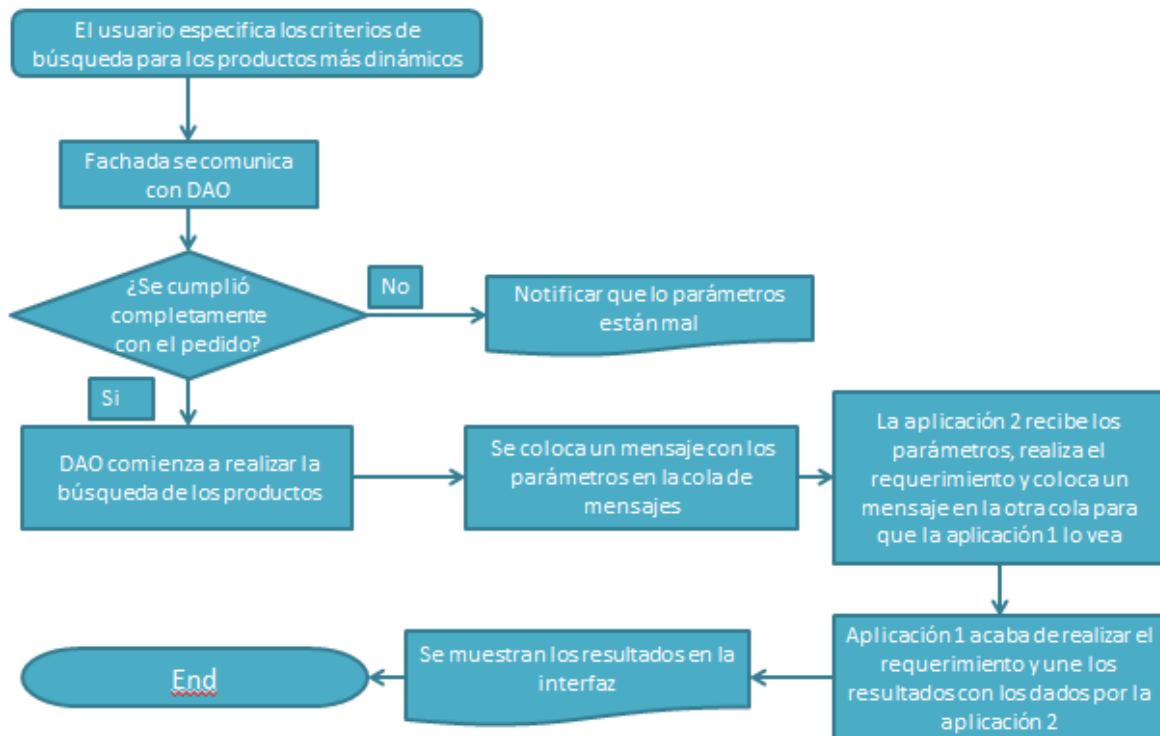 El usuario especifica los criterios de
búsqueda para los productos más dinámicos
Fachada se comunica
con DAO
¿Se cumplió
completamente
con el pedido?
No
Notificar que lo parámetros
están mal
Si
DAO comienza a realizar la
búsqueda de los productos
Se coloca un mensaje con los
parámetros en la cola de
mensajes
La aplicación 2 recibe los
parámetros, realiza el
requerimiento y coloca un
mensaje en la otra cola para
que la aplicación 1 lo vea
Aplicación 1 acaba de realizar el
requerimiento y une los
resultados con los dados por la
aplicación 2
Se muestran los resultados en la
interfaz
End